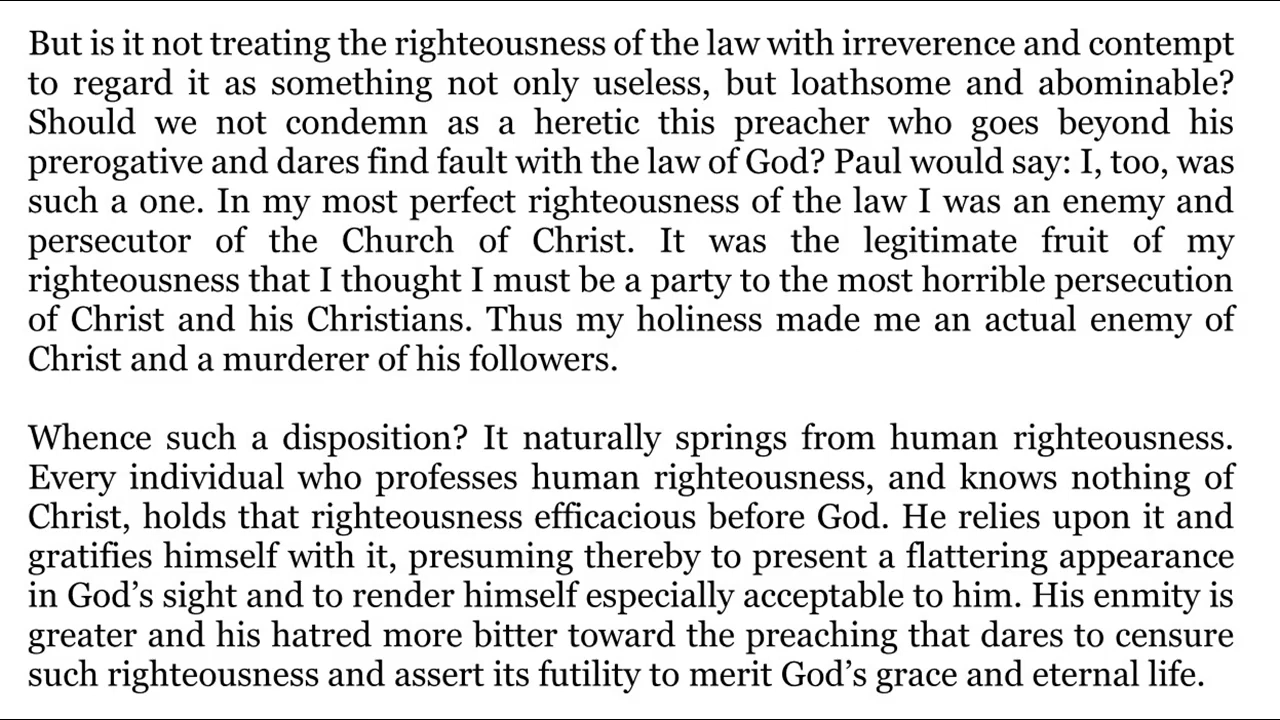 But is it not treating the righteousness of the law with irreverence and contempt
to regard it as something not only useless, but loathsome and abominable?
Should we not condemn as a heretic this preacher who goes beyond his
prerogative and dares find fault with the law of God? Paul would say: I, too, was
such a one. In my most perfect righteousness of the law I was an enemy and
persecutor of the Church of Christ. It was the legitimate fruit of my
righteousness that I thought I must be a party to the most horrible persecution
of Christ and his Christians. Thus my holiness made me an actual enemy of
Christ and a murderer of his followers.
Whence such a disposition? It naturally springs from human righteousness.
Every individual who professes human righteousness, and knows nothing of
Christ, holds that righteousness efficacious before God. He relies upon it and
gratifies himself with it, presuming thereby to present a flattering appearance
in God’s sight and to render himself especially acceptable to him. His enmity is
greater and his hatred more bitter toward the preaching that dares to censure
such righteousness and assert its futility to merit God’s grace and eternal life.